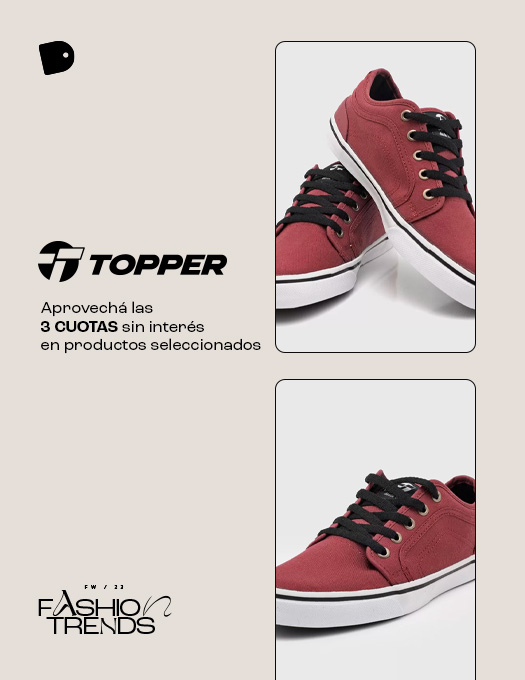 TOPPER
Aprovechá las
3 CUOTAS sin interés
en productos seleccionados
FW / 23
FASHION
TRENDS